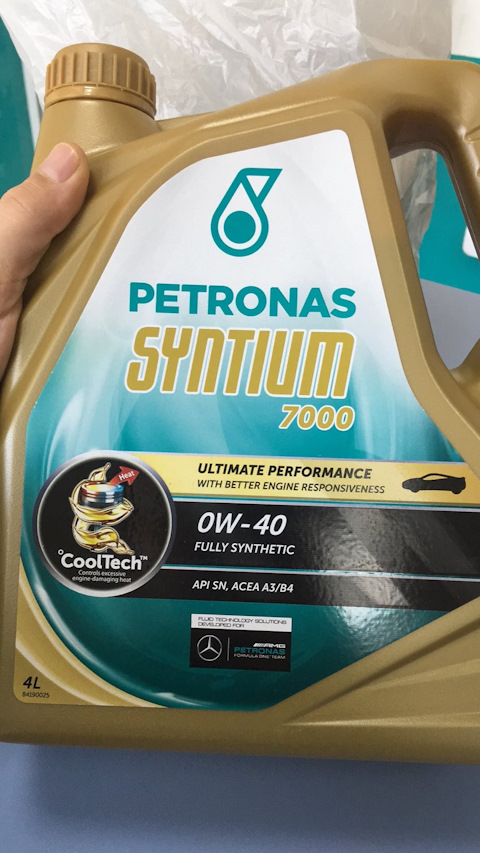 PETRONAS
SYNTIUM
7000
ULTIMATE PERFORMANCE
WITH BETTER ENGINE RESPONSIVENESS
Heat
°CoolTech™
Controls excessive
engine-damaging heat
0W-40
FULLY SYNTHETIC
API SN, ACEA A3/B4
FLUID TECHNOLOGY SOLUTIONS
DEVELOPED FOR
AMG
PETRONAS
FORMULA ONE TEAM
4L
84190025